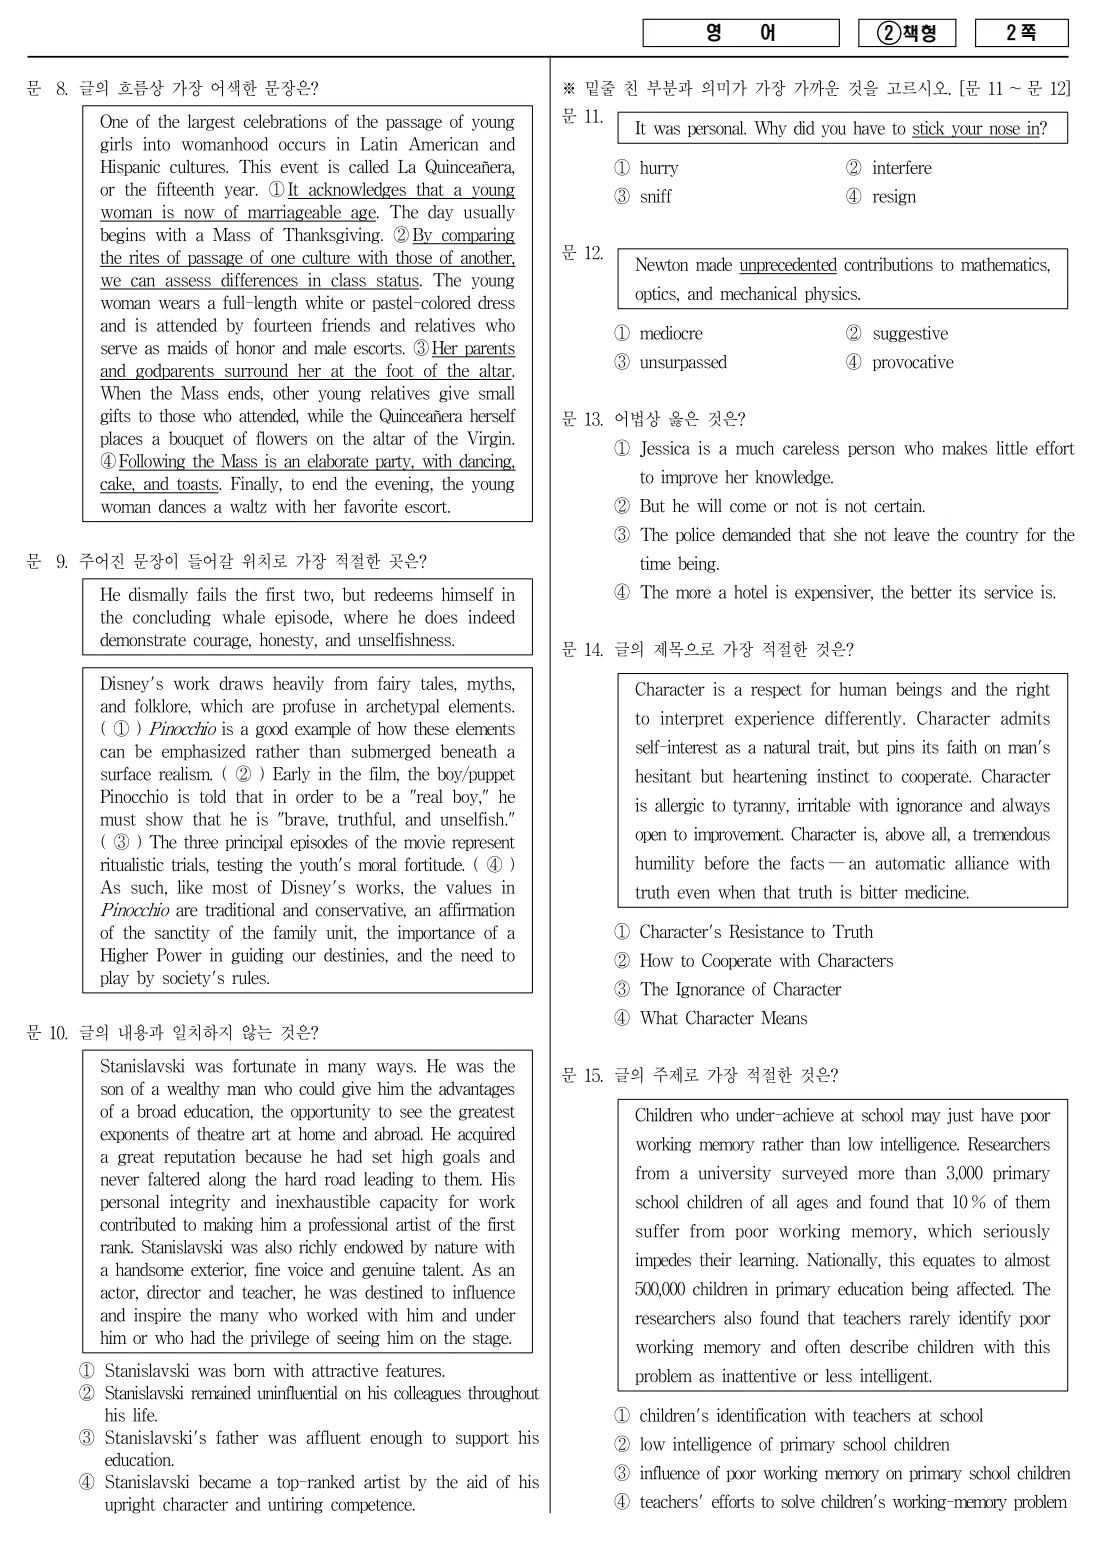 영 어
②책형
2 쪽
문 8. 글의 흐름상 가장 어색한 문장은?
One of the largest celebrations of the passage of young
girls into womanhood occurs in Latin American and
Hispanic cultures. This event is called La Quinceañera,
or the fifteenth year. ①It acknowledges that a young
woman is now of marriageable age. The day usually
begins with a Mass of Thanksgiving. ②By comparing
the rites of passage of one culture with those of another,
we can assess differences in class status. The young
woman wears a full-length white or pastel-colored dress
and is attended by fourteen friends and relatives who
serve as maids of honor and male escorts. ③Her parents
and godparents surround her at the foot of the altar.
When the Mass ends, other young relatives give small
gifts to those who attended, while the Quinceañera herself
places a bouquet of flowers on the altar of the Virgin.
④Following the Mass is an elaborate party, with dancing,
cake, and toasts. Finally, to end the evening, the young
woman dances a waltz with her favorite escort.
문 9. 주어진 문장이 들어갈 위치로 가장 적절한 곳은?
He dismally fails the first two, but redeems himself in
the concluding whale episode, where he does indeed
demonstrate courage, honesty, and unselfishness.
Disney's work draws heavily from fairy tales, myths,
and folklore, which are profuse in archetypal elements.
( ① ) Pinocchio is a good example of how these elements
can be emphasized rather than submerged beneath a
surface realism. ( ② ) Early in the film, the boy/puppet
Pinocchio is told that in order to be a "real boy," he
must show that he is "brave, truthful, and unselfish."
( ③ ) The three principal episodes of the movie represent
ritualistic trials, testing the youth's moral fortitude. ( ④ )
As such, like most of Disney's works, the values in
Pinocchio are traditional and conservative, an affirmation
of the sanctity of the family unit, the importance of a
Higher Power in guiding our destinies, and the need to
play by society's rules.
문 10. 글의 내용과 일치하지 않는 것은?
Stanislavski was fortunate in many ways. He was the
son of a wealthy man who could give him the advantages
of a broad education, the opportunity to see the greatest
exponents of theatre art at home and abroad. He acquired
a great reputation because he had set high goals and
never faltered along the hard road leading to them. His
personal integrity and inexhaustible capacity for work
contributed to making him a professional artist of the first
rank. Stanislavski was also richly endowed by nature with
a handsome exterior, fine voice and genuine talent. As an
actor, director and teacher, he was destined to influence
and inspire the many who worked with him and under
him or who had the privilege of seeing him on the stage.
① Stanislavski was born with attractive features.
② Stanislavski remained uninfluential on his colleagues throughout
his life.
③ Stanislavski's father was affluent enough to support his
education.
④ Stanislavski became a top-ranked artist by the aid of his
upright character and untiring competence.
※ 밑줄 친 부분과 의미가 가장 가까운 것을 고르시오. [문 11 ~ 문 12]
문 11.
It was personal. Why did you have to stick your nose in?
① hurry ② interfere
③ sniff ④ resign
문 12.
Newton made unprecedented contributions to mathematics,
optics, and mechanical physics.
① mediocre ② suggestive
③ unsurpassed ④ provocative
문 13. 어법상 옳은 것은?
① Jessica is a much careless person who makes little effort
to improve her knowledge.
② But he will come or not is not certain.
③ The police demanded that she not leave the country for the
time being.
④ The more a hotel is expensiver, the better its service is.
문 14. 글의 제목으로 가장 적절한 것은?
Character is a respect for human beings and the right
to interpret experience differently. Character admits
self-interest as a natural trait, but pins its faith on man's
hesitant but heartening instinct to cooperate. Character
is allergic to tyranny, irritable with ignorance and always
open to improvement. Character is, above all, a tremendous
humility before the facts — an automatic alliance with
truth even when that truth is bitter medicine.
① Character's Resistance to Truth
② How to Cooperate with Characters
③ The Ignorance of Character
④ What Character Means
문 15. 글의 주제로 가장 적절한 것은?
Children who under-achieve at school may just have poor
working memory rather than low intelligence. Researchers
from a university surveyed more than 3,000 primary
school children of all ages and found that 10 % of them
suffer from poor working memory, which seriously
impedes their learning. Nationally, this equates to almost
500,000 children in primary education being affected. The
researchers also found that teachers rarely identify poor
working memory and often describe children with this
problem as inattentive or less intelligent.
① children's identification with teachers at school
② low intelligence of primary school children
③ influence of poor working memory on primary school children
④ teachers' efforts to solve children's working-memory problem